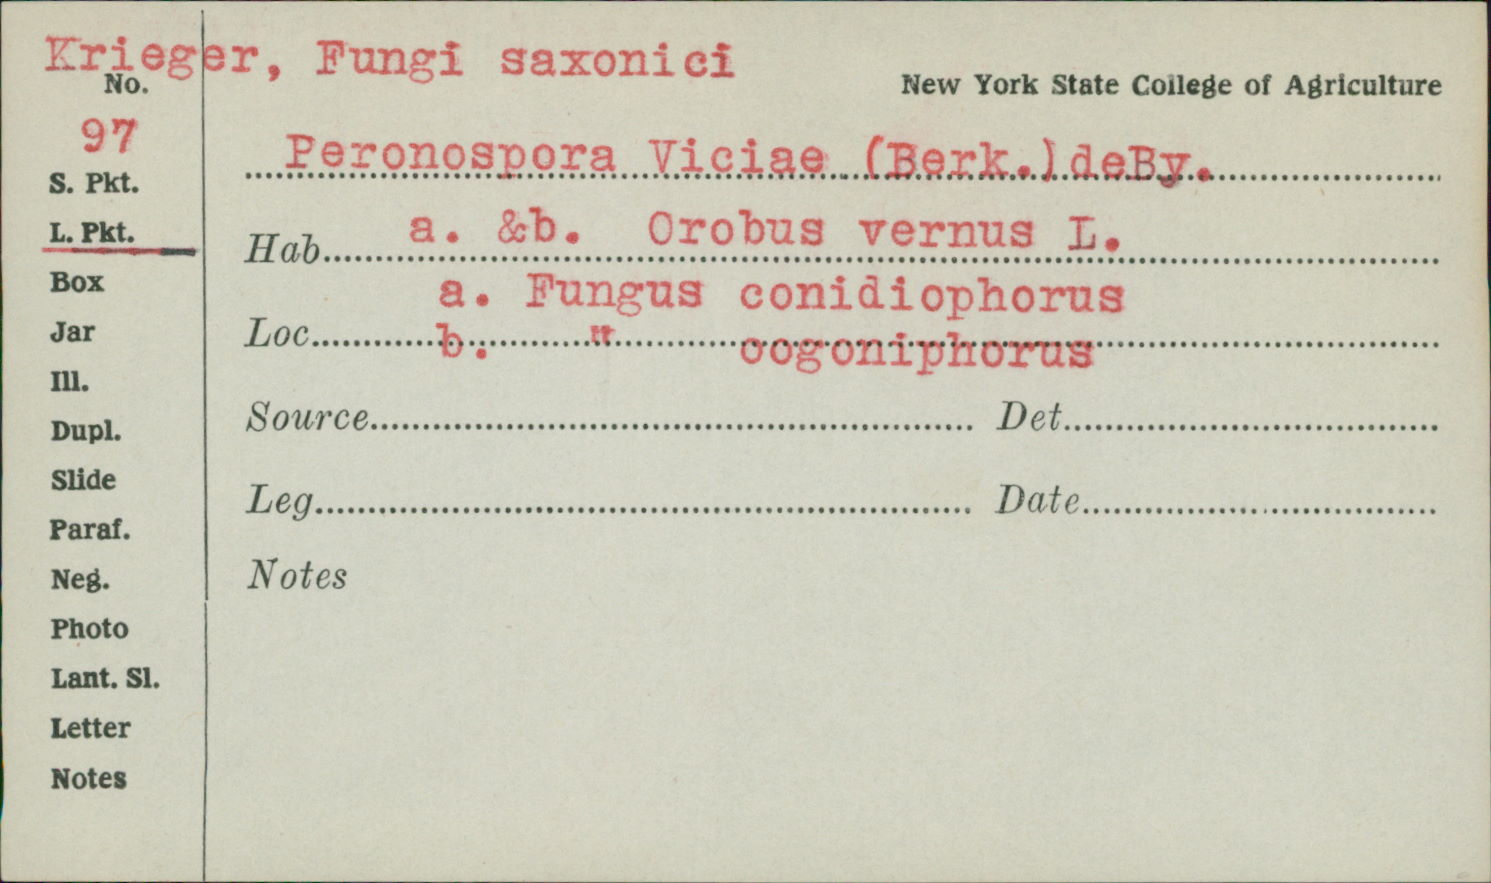 Krieger, Fungi saxonici
No.
New York State College of Agriculture
97
Peronospora Viciae (Berk.) deBy.
S. Pkt.
L. Pkt.
Hab. a. &b. Orobus vernus L.
Box
a. Fungus conidiophorus
Jar
Loc. b. " oogoniphorus
Ill.
Dupl.
Source Det.
Slide
Leg. Date
Paraf.
Neg.
Notes
Photo
Lant. Sl.
Letter
Notes